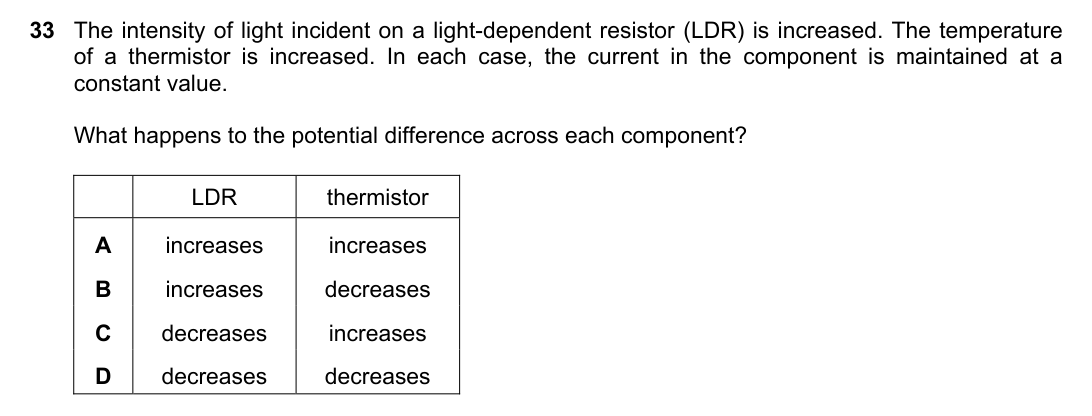 33 The intensity of light incident on a light-dependent resistor (LDR) is increased. The temperature
of a thermistor is increased. In each case, the current in the component is maintained at a
constant value.
What happens to the potential difference across each component?
LDR thermistor
A increases increases
B increases decreases
C decreases increases
D decreases decreases